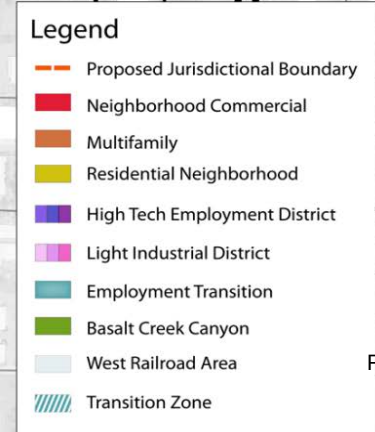 Legend
Proposed Jurisdictional Boundary
Neighborhood Commercial
Multifamily
Residential Neighborhood
High Tech Employment District
Light Industrial District
Employment Transition
Basalt Creek Canyon
West Railroad Area
Transition Zone